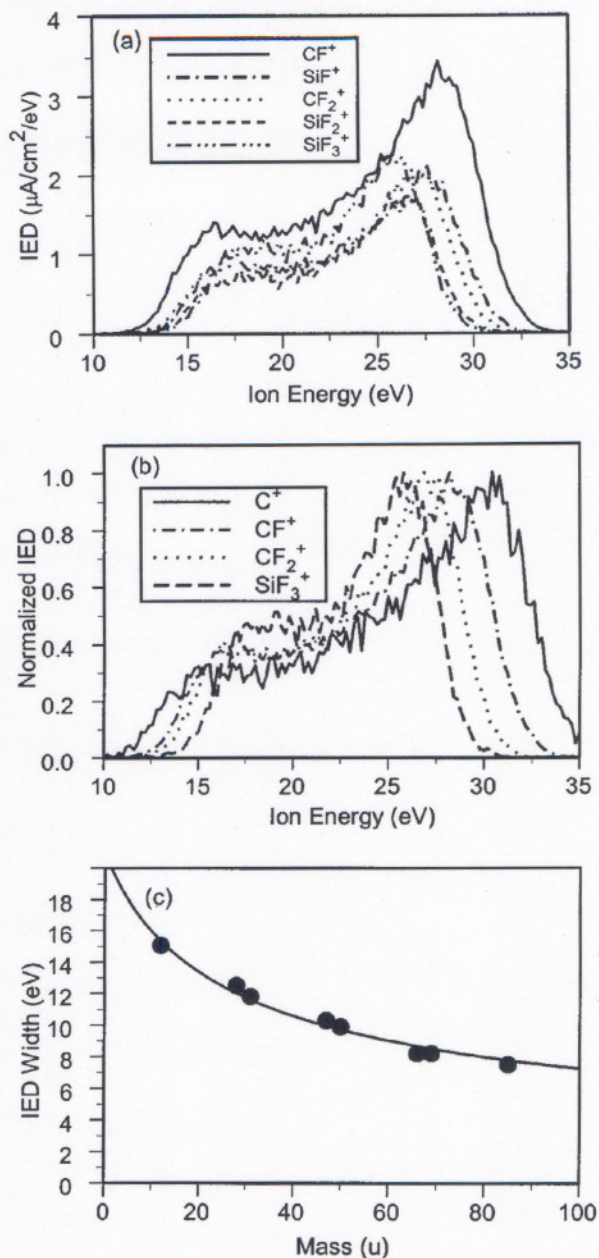 (a)
CF+
SiF+
CF2+
SiF2+
SiF3+
IED (μA/cm2/eV)
4
3
2
1
0
10 15 20 25 30 35
Ion Energy (eV)
(b)
C+
CF+
CF2+
SiF3+
Normalized IED
1.0
0.8
0.6
0.4
0.2
0.0
10 15 20 25 30 35
Ion Energy (eV)
(c)
IED Width (eV)
18
16
14
12
10
8
6
4
2
0
0 20 40 60 80 100
Mass (u)